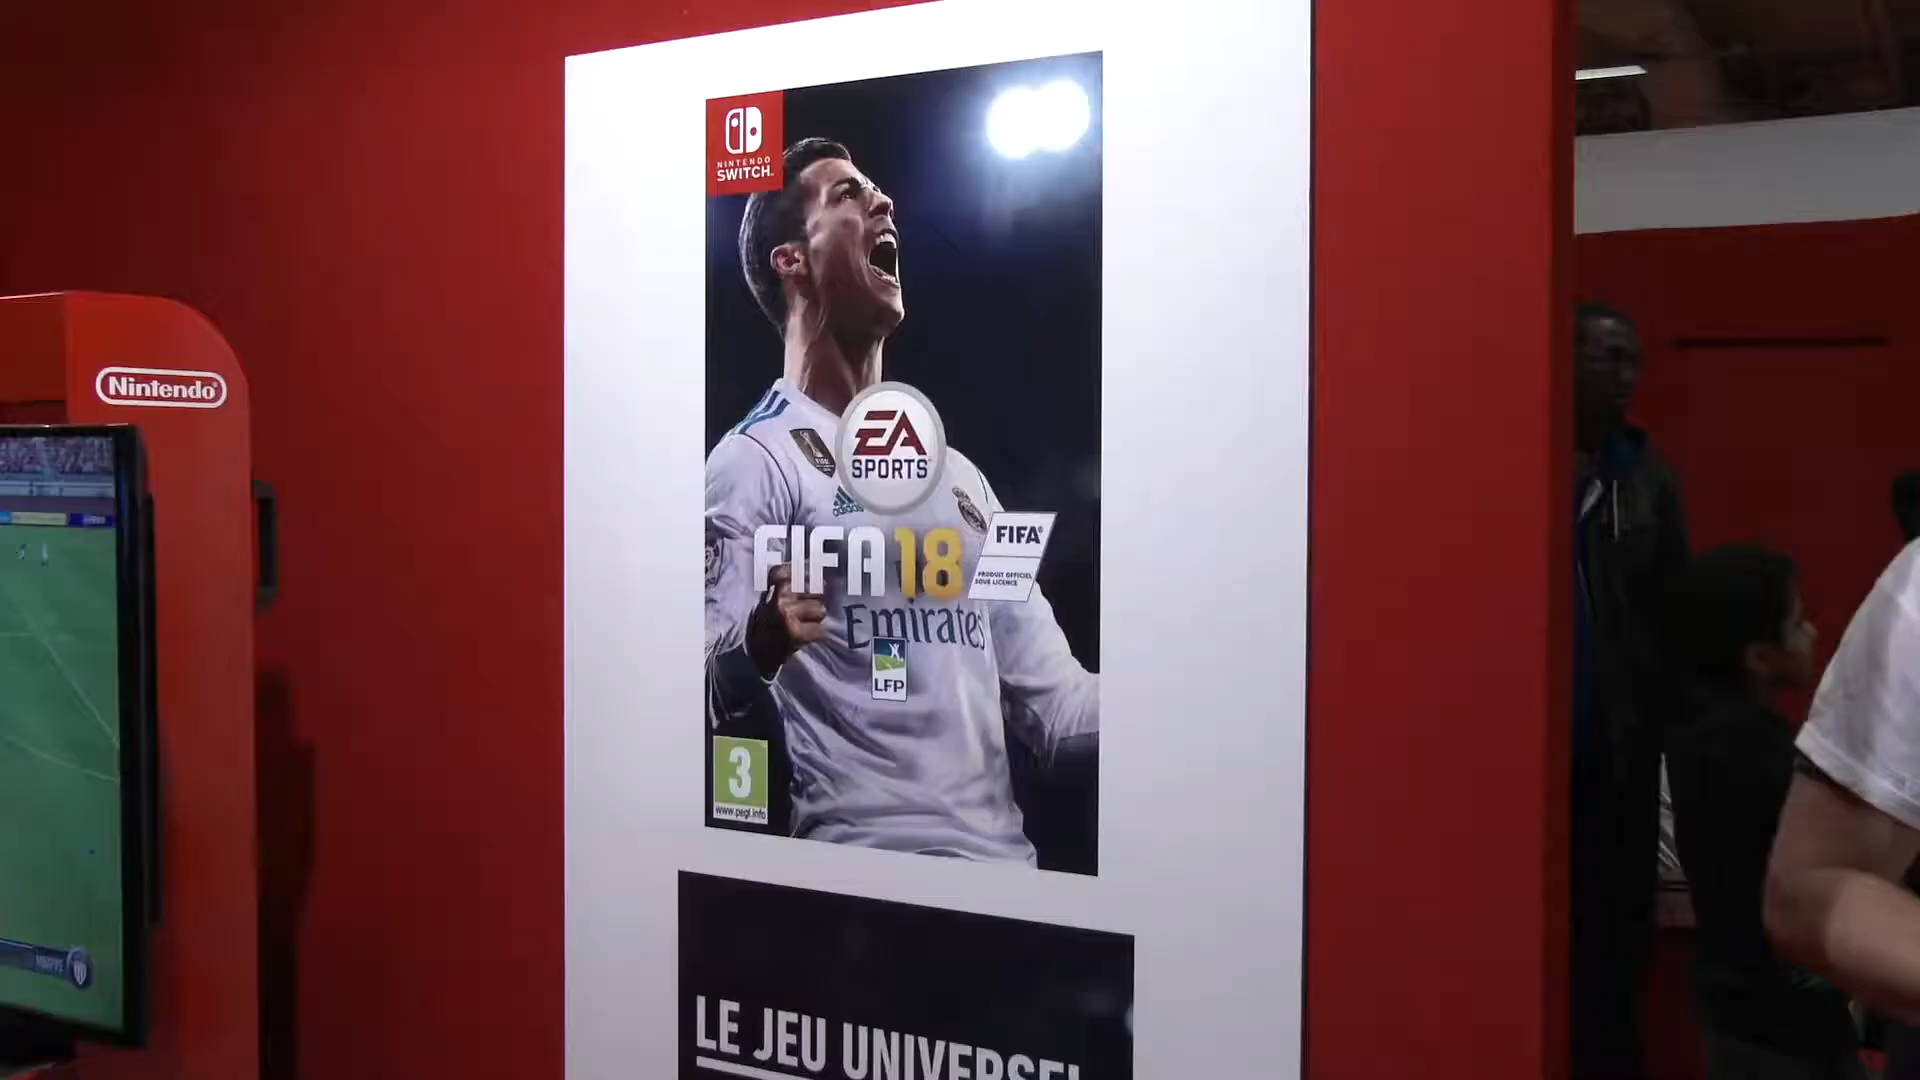 NINTENDO
SWITCH
Nintendo
EA
SPORTS
FIFA 18
FIFA
PRODUIT OFFICIEL
SOUS LICENCE
Emirates
LFP
3
www.pegi.info
LE JEU UNIVERSEL